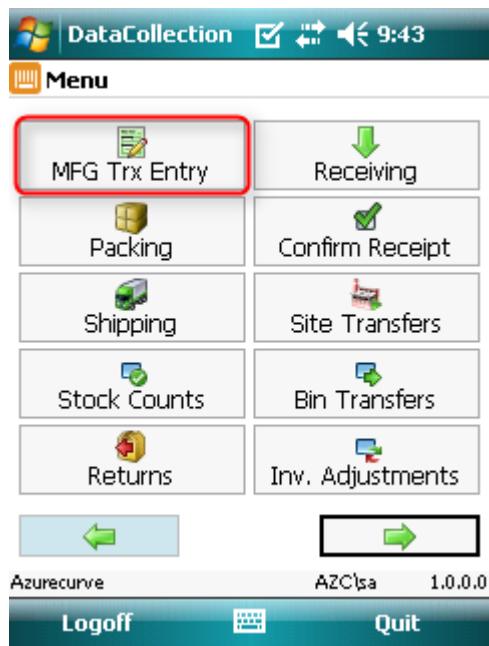 DataCollection 9:43
Menu
MFG Trx Entry Receiving
Packing Confirm Receipt
Shipping Site Transfers
Stock Counts Bin Transfers
Returns Inv. Adjustments
Azurecurve AZC\sa 1.0.0.0
Logoff Quit